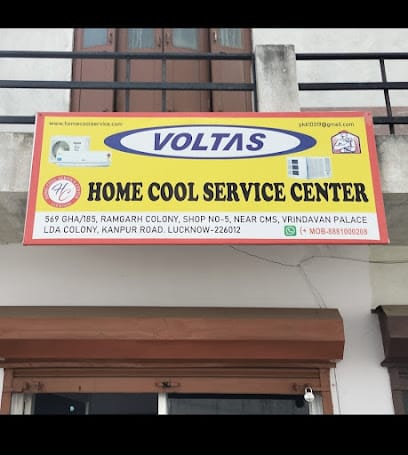 www.homecoolservice.com
VOLTAS
HC
HOME COOL SERVICE CENTER
569 GHA/185, RAMGARH COLONY, SHOP NO-5, NEAR CMS, VRINDAVAN PALACE
LDA COLONY, KANPUR ROAD. LUCKNOW-226012
(+ MOB-8881000208